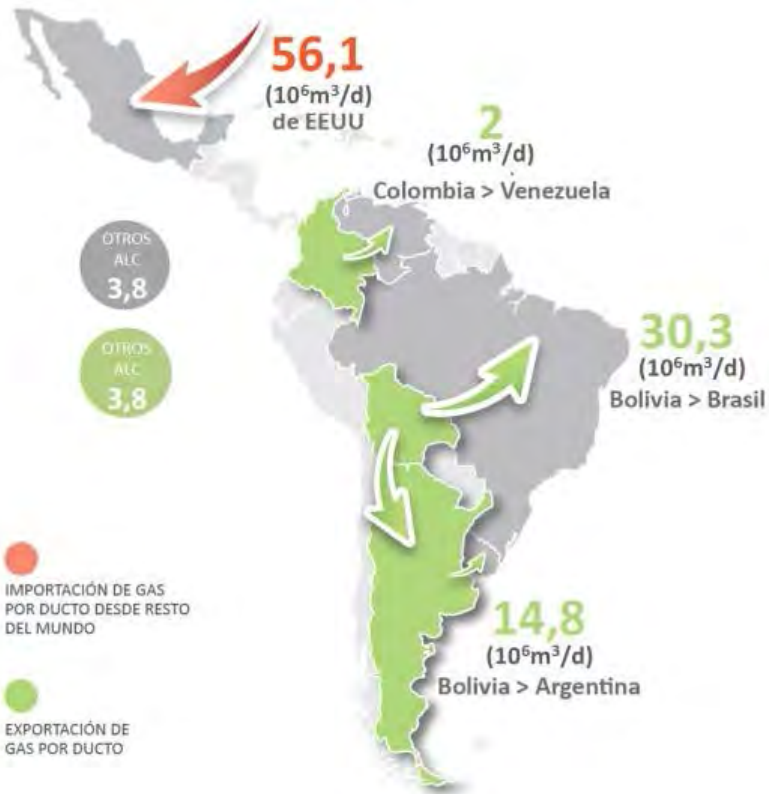 56,1
(10⁶m³/d)
de EEUU
2
(10⁶m³/d)
Colombia > Venezuela
OTROS
ALC
3,8
OTROS
ALC
3,8
30,3
(10⁶m³/d)
Bolivia > Brasil
14,8
(10⁶m³/d)
Bolivia > Argentina
IMPORTACIÓN DE GAS
POR DUCTO DESDE RESTO
DEL MUNDO
EXPORTACIÓN DE
GAS POR DUCTO